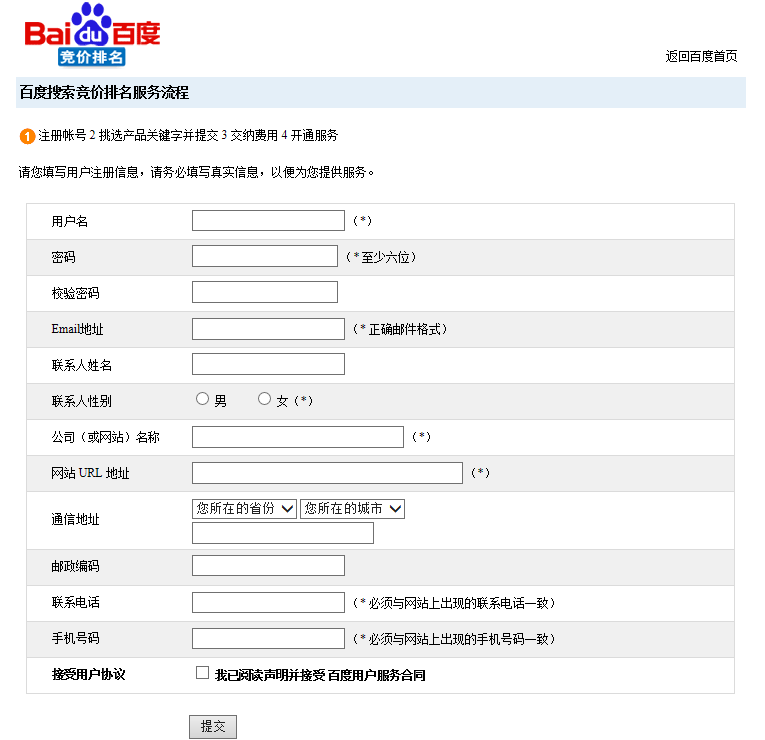 Bai du 百度
竞价排名
返回百度首页
百度搜索竞价排名服务流程
1 注册帐号 2 挑选产品关键字并提交 3 交纳费用 4 开通服务
请您填写用户注册信息，请务必填写真实信息，以便为您提供服务。
用户名 （*）
密码 （*至少六位）
校验密码
Email地址 （*正确邮件格式）
联系人姓名
联系人性别 男 女（*）
公司（或网站）名称 （*）
网站 URL 地址 （*）
通信地址 您所在的省份 您所在的城市
邮政编码
联系电话 （*必须与网站上出现的联系电话一致）
手机号码 （*必须与网站上出现的手机号码一致）
接受用户协议 我已阅读声明并接受 百度用户服务合同
提交